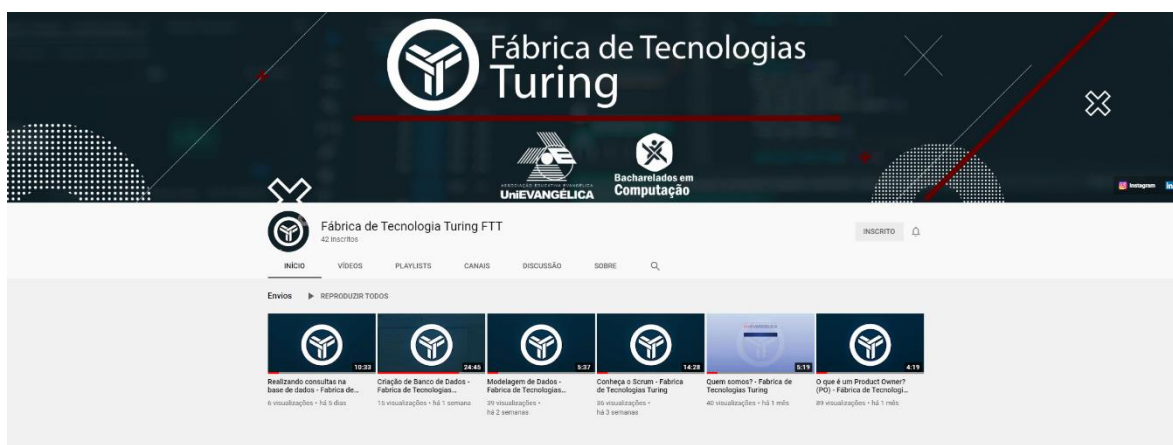 Fábrica de Tecnologias
Turing
ASSOCIAÇÃO EDUCATIVA EVANGÉLICA
UniEVANGÉLICA
Bacharelados em
Computação
Instagram
in
Fábrica de Tecnologia Turing FTT
42 inscritos
INSCRITO
INÍCIO VÍDEOS PLAYLISTS CANAIS DISCUSSÃO SOBRE
Envios REPRODUZIR TODOS
10:33 24:45 5:37 14:28 5:19 4:19
Realizando consultas na
base de dados - Fabrica de...
6 visualizações • há 5 dias
Criação de Banco de Dados -
Fabrica de Tecnologias...
15 visualizações • há 1 semana
Modelagem de Dados -
Fabrica de Tecnologias...
39 visualizações •
há 2 semanas
Conheça o Scrum - Fabrica
de Tecnologias Turing
36 visualizações •
há 3 semanas
Quem somos? - Fabrica de
Tecnologias Turing
40 visualizações • há 1 mês
O que é um Product Owner?
(PO) - Fábrica de Tecnologi...
89 visualizações • há 1 mês